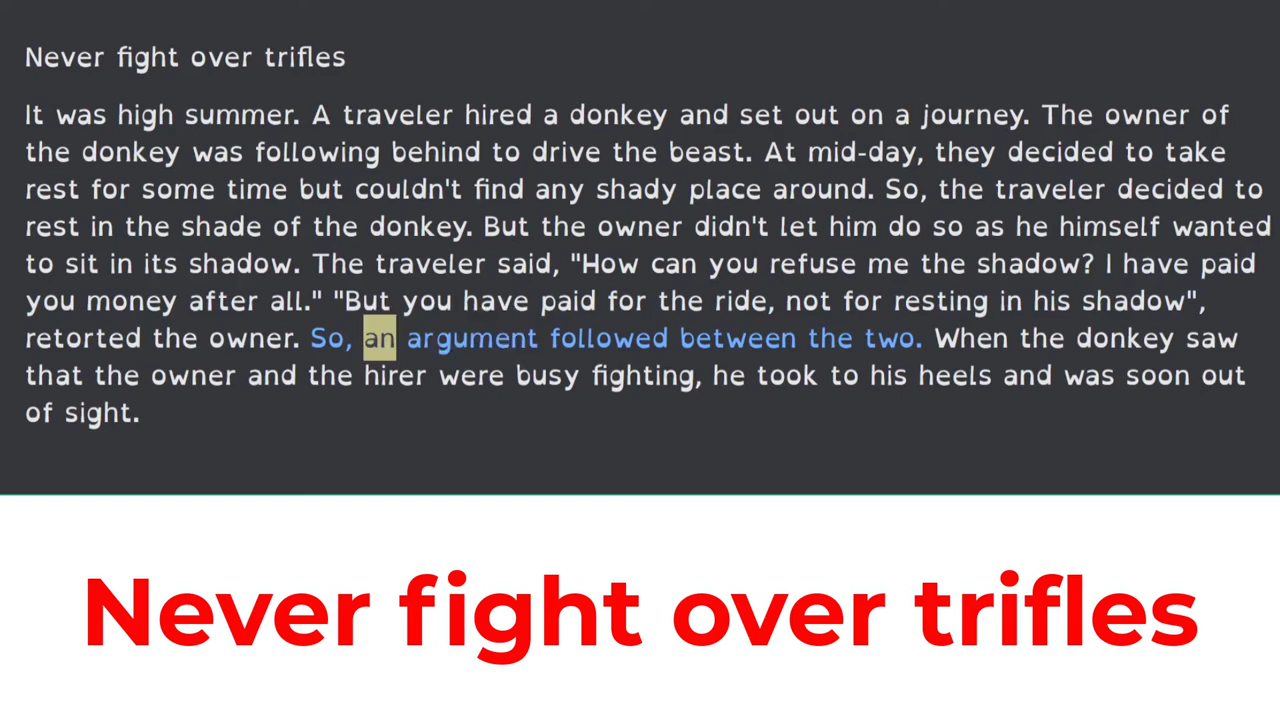 Never fight over trifles
It was high summer. A traveler hired a donkey and set out on a journey. The owner of
the donkey was following behind to drive the beast. At mid-day, they decided to take
rest for some time but couldn't find any shady place around. So, the traveler decided to
rest in the shade of the donkey. But the owner didn't let him do so as he himself wanted
to sit in its shadow. The traveler said, "How can you refuse me the shadow? I have paid
you money after all." "But you have paid for the ride, not for resting in his shadow",
retorted the owner. So, an argument followed between the two. When the donkey saw
that the owner and the hirer were busy fighting, he took to his heels and was soon out
of sight.
Never fight over trifles